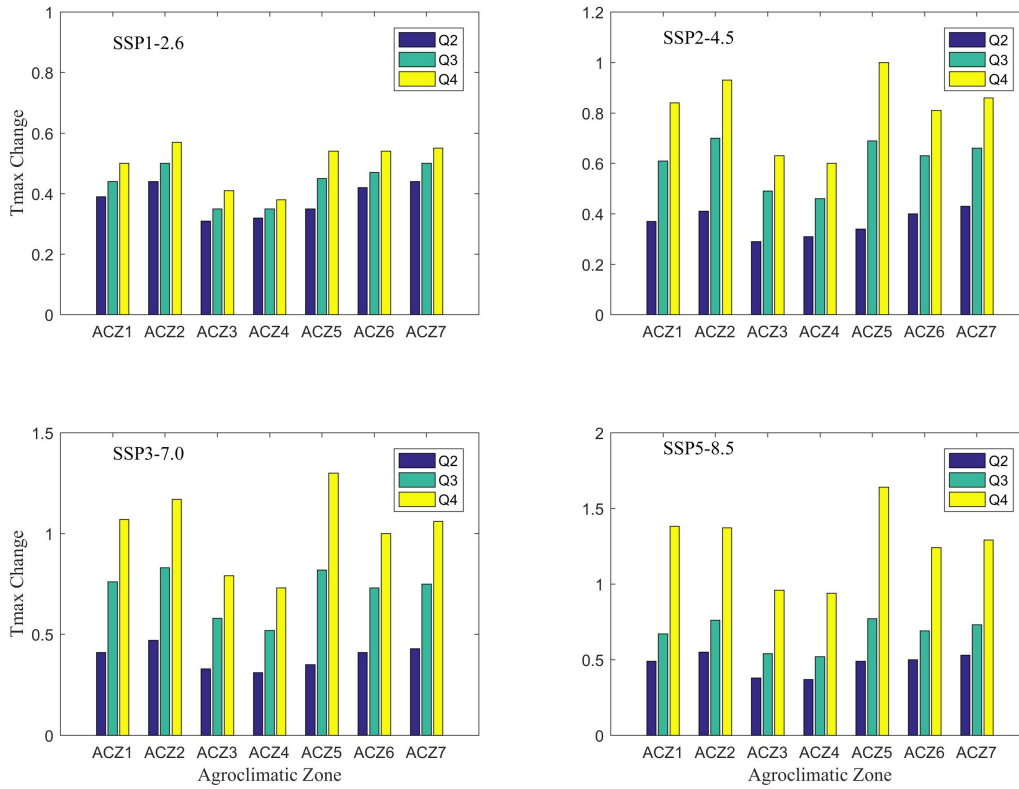 SSP1-2.6
Q2
Q3
Q4
1
0.8
0.6
0.4
0.2
0
Tmax Change
ACZ1 ACZ2 ACZ3 ACZ4 ACZ5 ACZ6 ACZ7
SSP2-4.5
Q2
Q3
Q4
1.2
1
0.8
0.6
0.4
0.2
0
ACZ1 ACZ2 ACZ3 ACZ4 ACZ5 ACZ6 ACZ7
SSP3-7.0
Q2
Q3
Q4
1.5
1
0.5
0
Tmax Change
ACZ1 ACZ2 ACZ3 ACZ4 ACZ5 ACZ6 ACZ7
Agroclimatic Zone
SSP5-8.5
Q2
Q3
Q4
2
1.5
1
0.5
0
ACZ1 ACZ2 ACZ3 ACZ4 ACZ5 ACZ6 ACZ7
Agroclimatic Zone